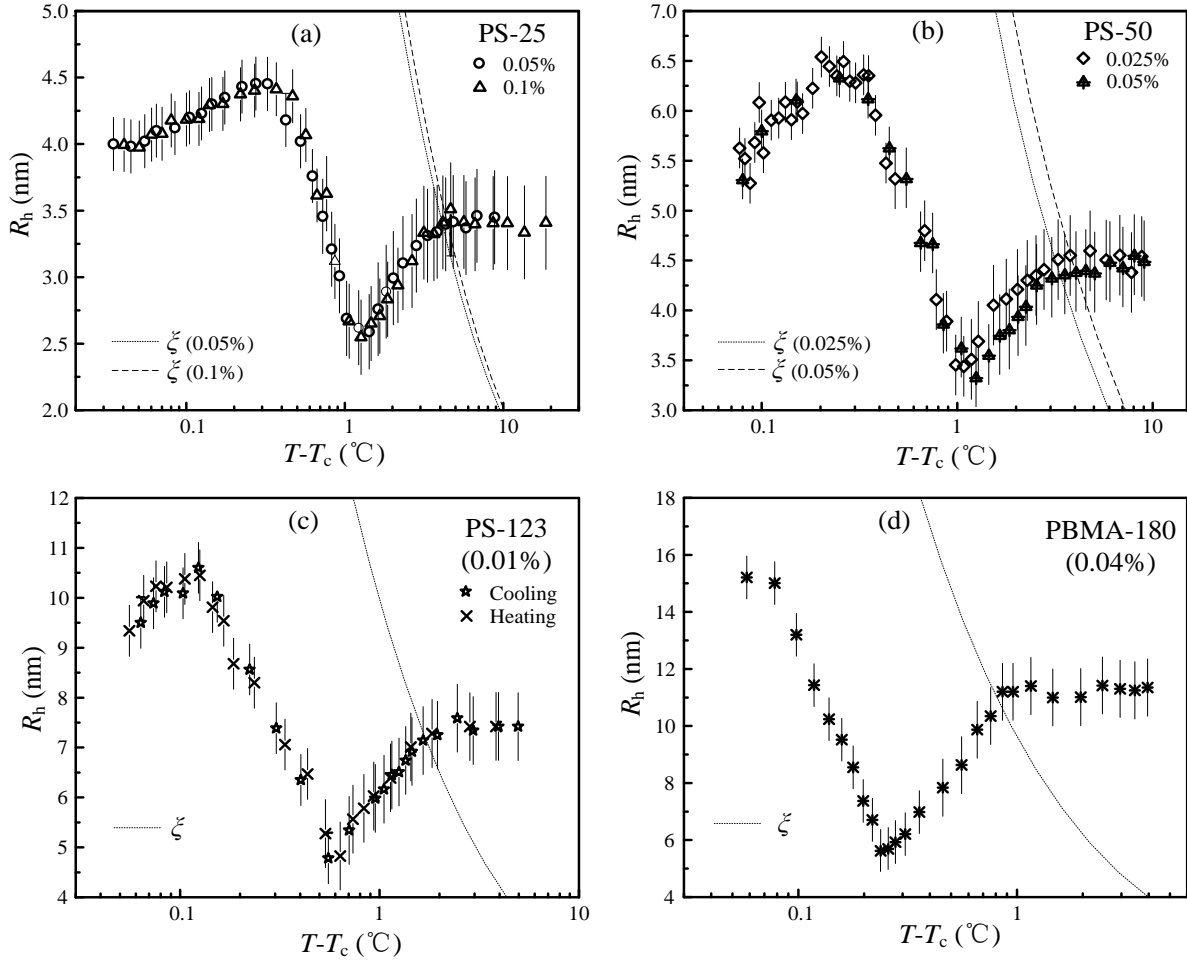 (a)
PS-25
0.05%
0.1%
5.0
4.5
4.0
3.5
3.0
2.5
2.0
R_h (nm)
ξ (0.05%)
ξ (0.1%)
0.1 1 10
T-T_c (℃)
(b)
PS-50
0.025%
0.05%
7.0
6.5
6.0
5.5
5.0
4.5
4.0
3.5
3.0
R_h (nm)
ξ (0.025%)
ξ (0.05%)
0.1 1 10
T-T_c (℃)
(c)
PS-123
(0.01%)
Cooling
Heating
12
11
10
9
8
7
6
5
4
R_h (nm)
ξ
0.1 1 10
T-T_c (℃)
(d)
PBMA-180
(0.04%)
18
16
14
12
10
8
6
4
R_h (nm)
ξ
0.1 1
T-T_c (℃)